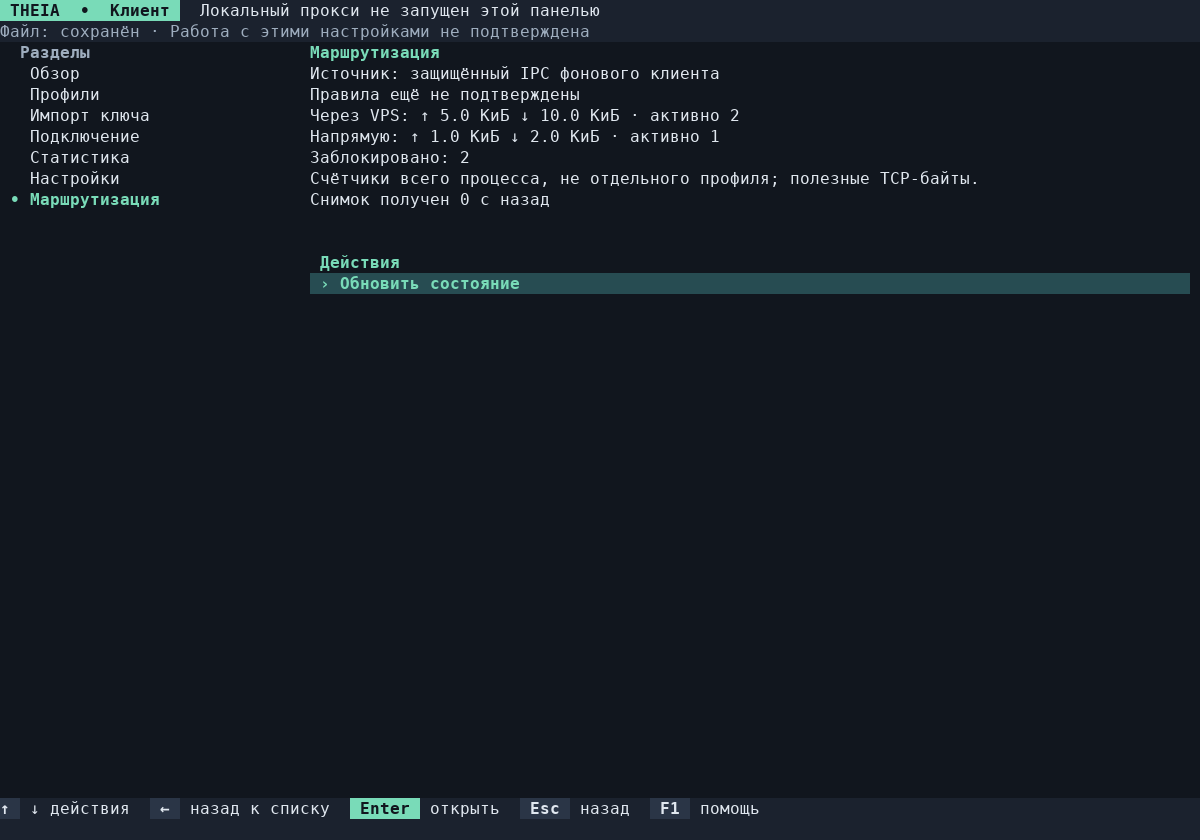 THEIA • Клиент Локальный прокси не запущен этой панелью
Файл: сохранён · Работа с этими настройками не подтверждена
Разделы
Обзор
Профили
Импорт ключа
Подключение
Статистика
Настройки
• Маршрутизация
Маршрутизация
Источник: защищённый IPC фонового клиента
Правила ещё не подтверждены
Через VPS: ↑ 5.0 КиБ ↓ 10.0 КиБ · активно 2
Напрямую: ↑ 1.0 КиБ ↓ 2.0 КиБ · активно 1
Заблокировано: 2
Счётчики всего процесса, не отдельного профиля; полезные TCP-байты.
Снимок получен 0 с назад
Действия
› Обновить состояние
↑ ↓ действия ← назад к списку Enter открыть Esc назад F1 помощь